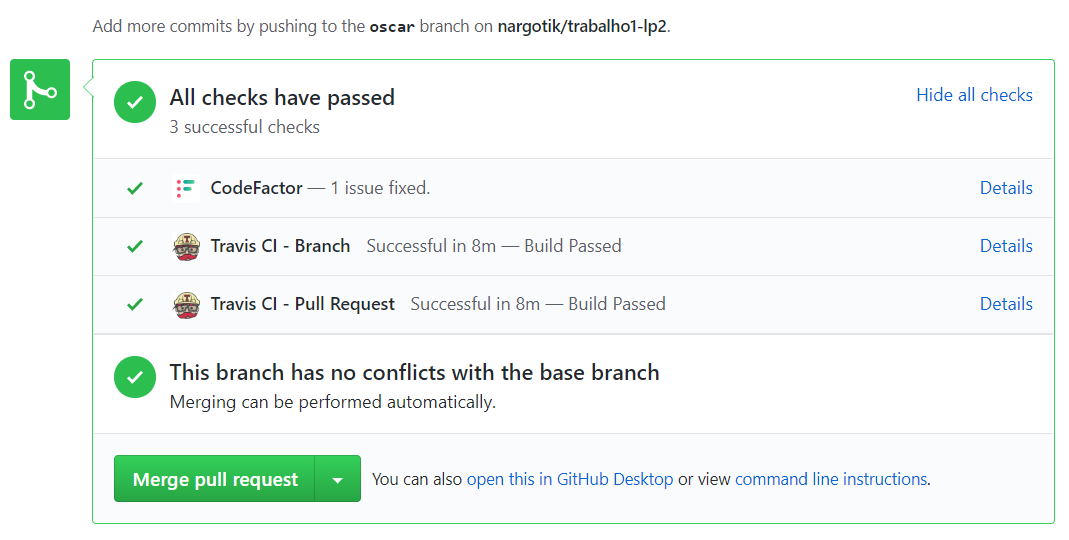 Add more commits by pushing to the oscar branch on nargotik/trabalho1-lp2.
All checks have passed
Hide all checks
3 successful checks
CodeFactor — 1 issue fixed.
Details
Travis CI - Branch Successful in 8m — Build Passed
Details
Travis CI - Pull Request Successful in 8m — Build Passed
Details
This branch has no conflicts with the base branch
Merging can be performed automatically.
Merge pull request
You can also open this in GitHub Desktop or view command line instructions.